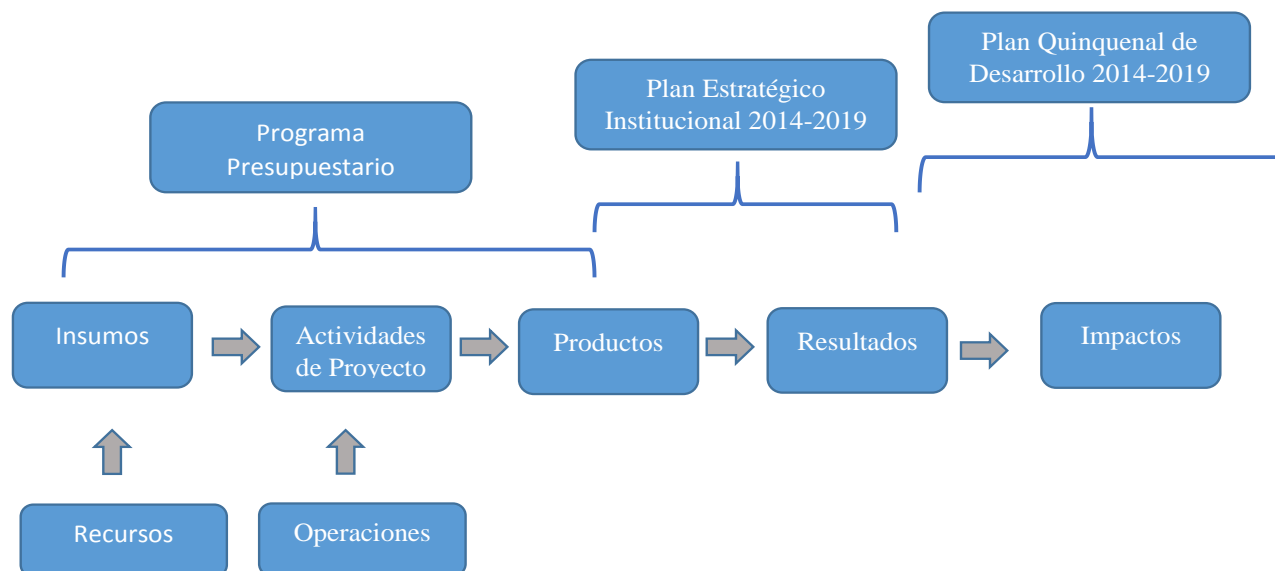 Plan Quinquenal de
Desarrollo 2014-2019
Plan Estratégico
Institucional 2014-2019
Programa
Presupuestario
Insumos
Actividades
de Proyecto
Productos
Resultados
Impactos
Recursos
Operaciones